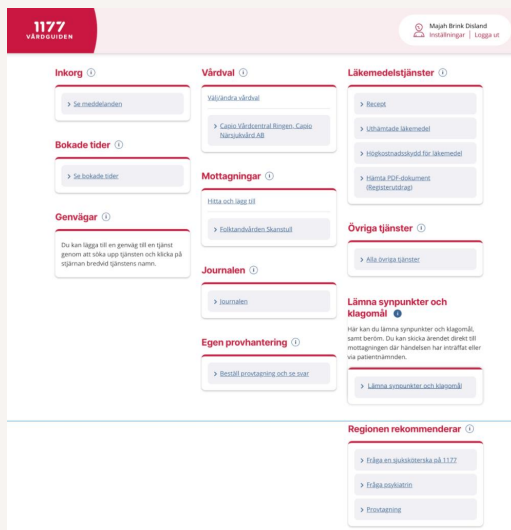 1177
VÅRDGUIDEN
Majah Brink Disland
Inställningar | Logga ut
Inkorg
Se meddelanden
Bokade tider
Se bokade tider
Genvägar
Du kan lägga till en genväg till en tjänst
genom att söka upp tjänsten och klicka på
stjärnan bredvid tjänstens namn.
Vårdval
Välj/ändra vårdval
Capio Vårdcentral Ringen, Capio
Närsjukvård AB
Mottagningar
Hitta och lägg till
Folktandvården Skanstull
Journalen
Journalen
Egen provhantering
Beställ provtagning och se svar
Läkemedelstjänster
Recept
Uthämtade läkemedel
Högkostnadsskydd för läkemedel
Hämta PDF-dokument
(Registerutdrag)
Övriga tjänster
Alla övriga tjänster
Lämna synpunkter och
klagomål
Här kan du lämna synpunkter och klagomål,
samt beröm. Du kan skicka ärendet direkt till
mottagningen där händelsen har inträffat eller
via patientnämnden.
Lämna synpunkter och klagomål
Regionen rekommenderar
Fråga en sjuksköterska på 1177
Fråga psykiatrin
Provtagning